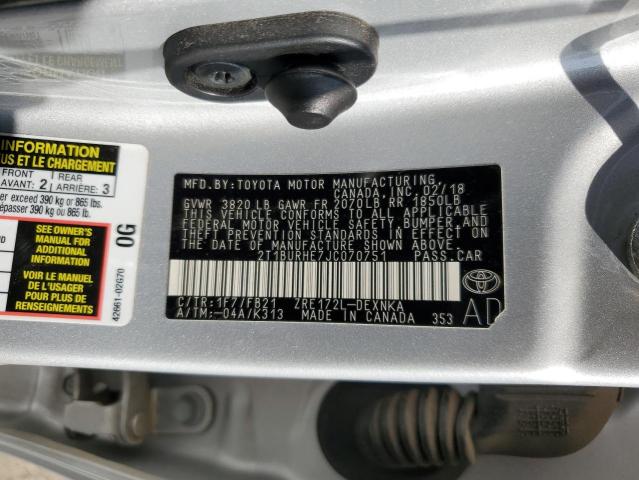 INFORMATION
US ET LE CHARGEMENT
FRONT
AVANT: 2
REAR
ARRIÈRE: 3
exceed 390 kg or 865 lbs.
dépasser 390 kg ou 865 lb.
SEE OWNER'S
MANUAL FOR
ADDITIONAL
INFORMATION
VOIR LE MANUEL
DE L'USAGER
POUR PLUS DE
RENSEIGNEMENTS
0G
42661-02G70
MFD.BY:TOYOTA MOTOR MANUFACTURING
CANADA, INC. 02/18
GVWR 3820LB GAWR FR 2070LB RR 1850LB
THIS VEHICLE CONFORMS TO ALL APPLICABLE
FEDERAL MOTOR VEHICLE SAFETY, BUMPER, AND
THEFT PREVENTION STANDARDS IN EFFECT ON
THE DATE OF MANUFACTURE SHOWN ABOVE.
2T1BURHE7JC070751 PASS.CAR
C/TR:1F7/FB21 ZRE172L-DEXNKA
A/TM:-04A/K313 MADE IN CANADA 353
TOYOTA
AD